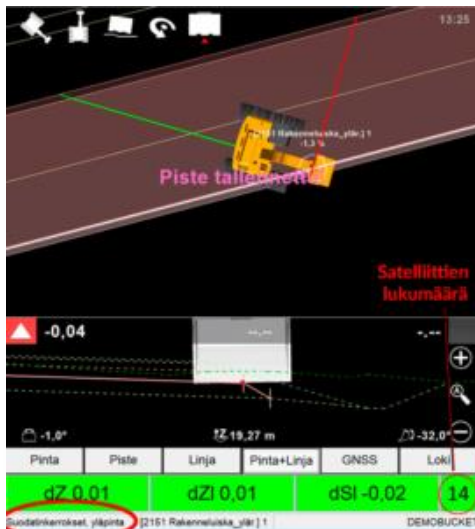 13:25
[2151 Rakenneluiska_ylär.] 1
-1,3 %
Piste tallennettu
Satelliittien
lukumäärä
-0,04
--,--
-,--
-1,0°
19,27 m
-32,0°
Pinta
Piste
Linja
Pinta+Linja
GNSS
Loki
dZ 0,01
dZl 0,01
dSl -0,02
14
Suodatinkerrokset, yläpinta
[2151 Rakenneluiska_ylär.] 1
DEMOBUCKET